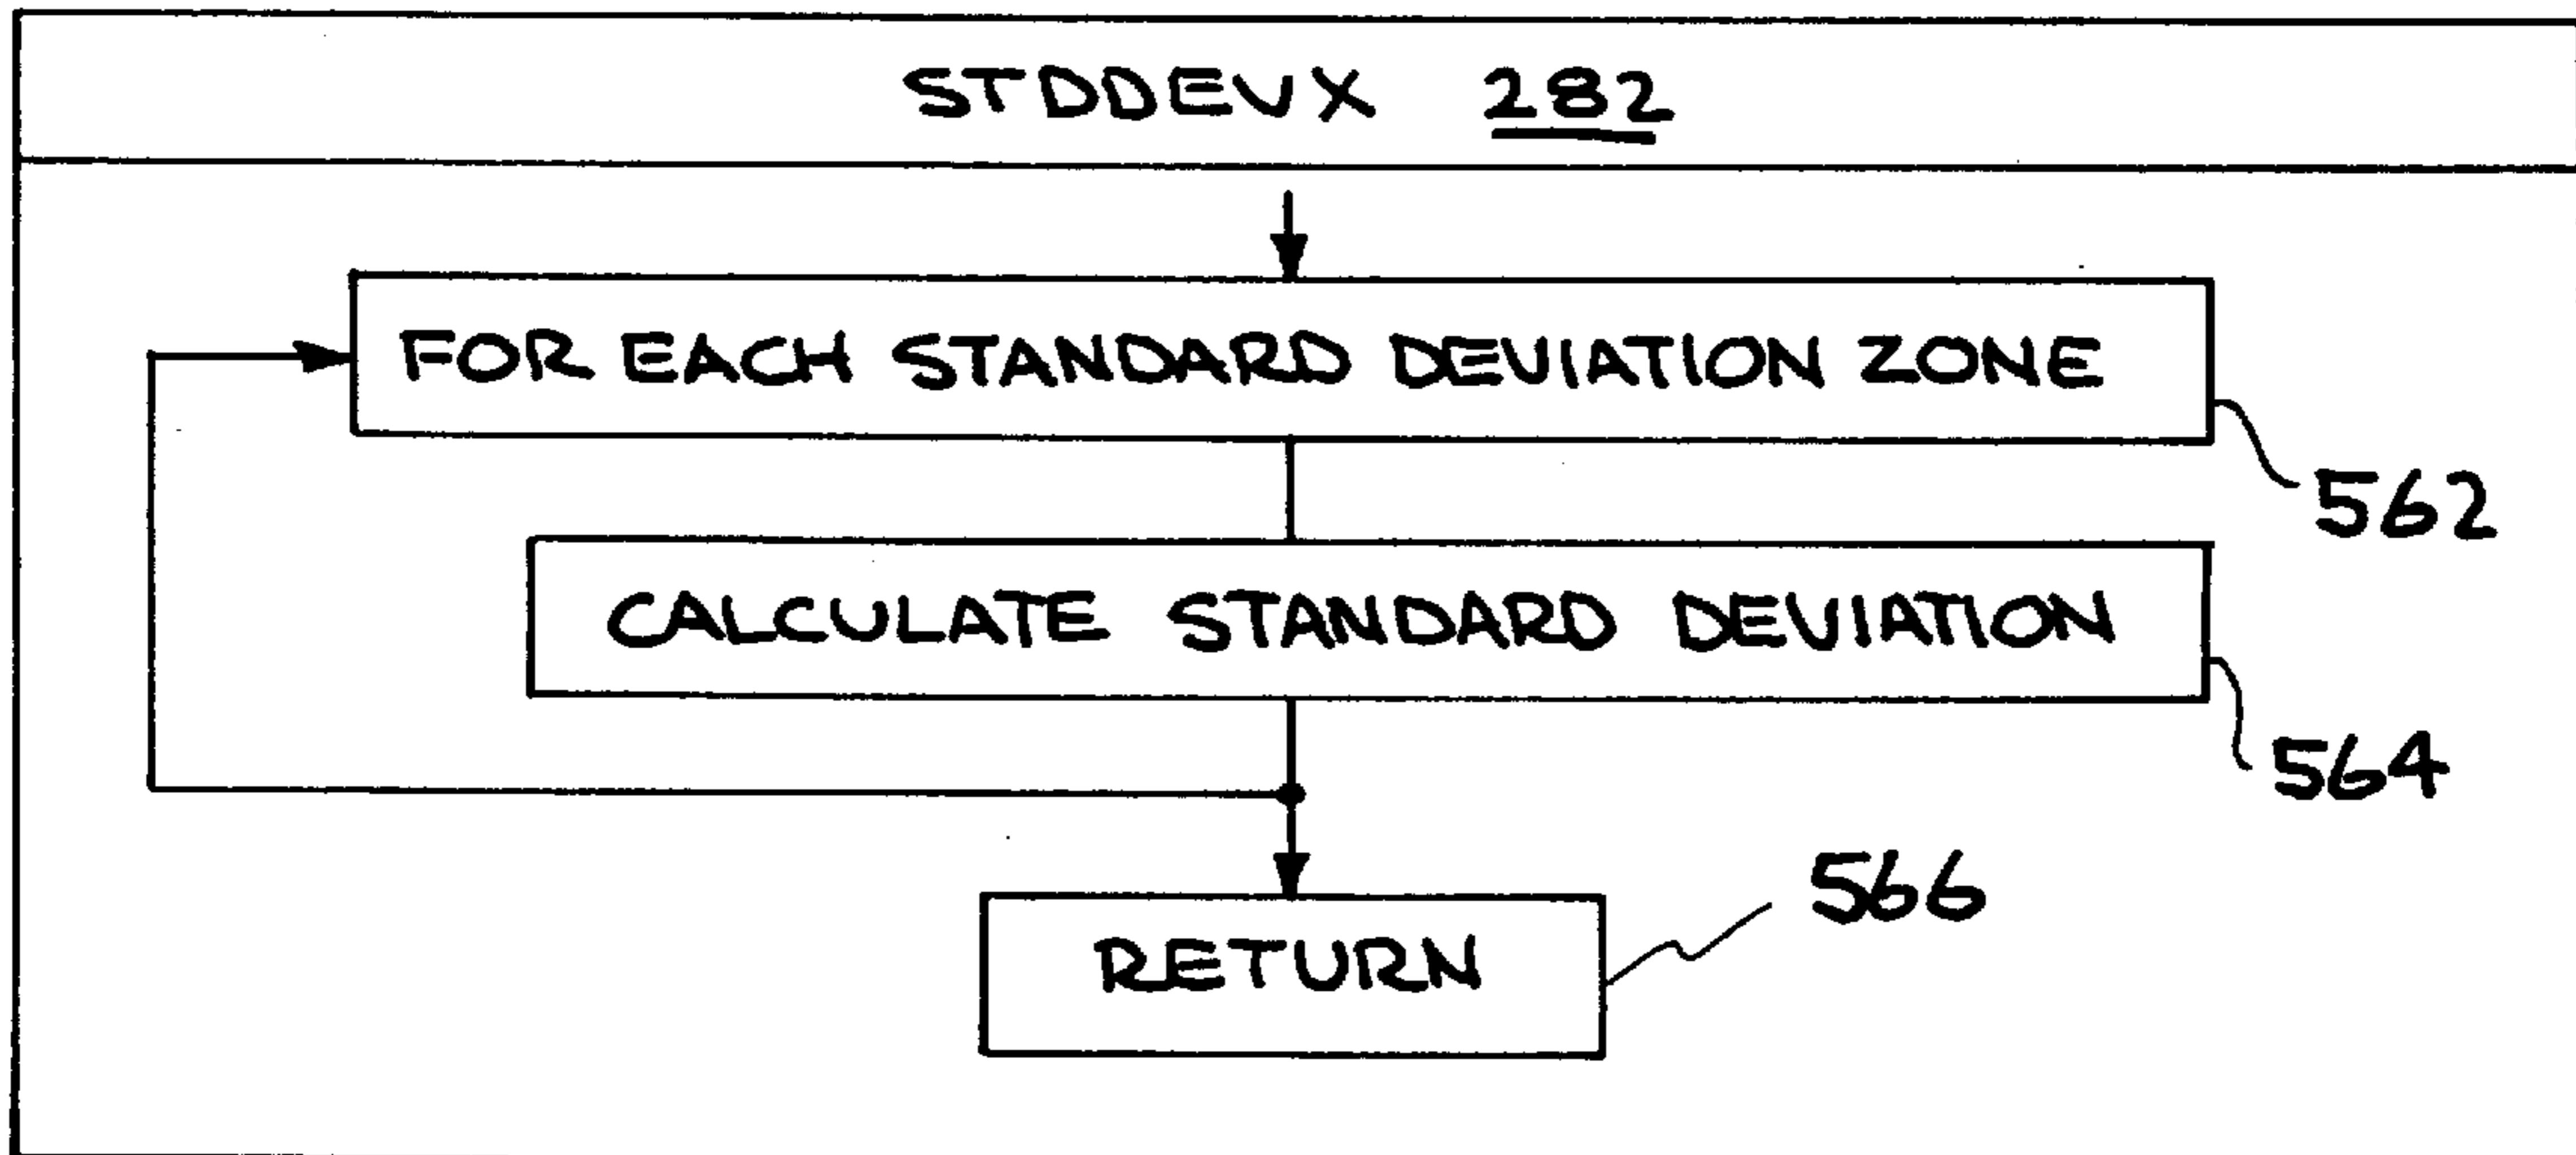 STDDEVX 282
FOR EACH STANDARD DEVIATION ZONE
562
CALCULATE STANDARD DEVIATION
564
566
RETURN